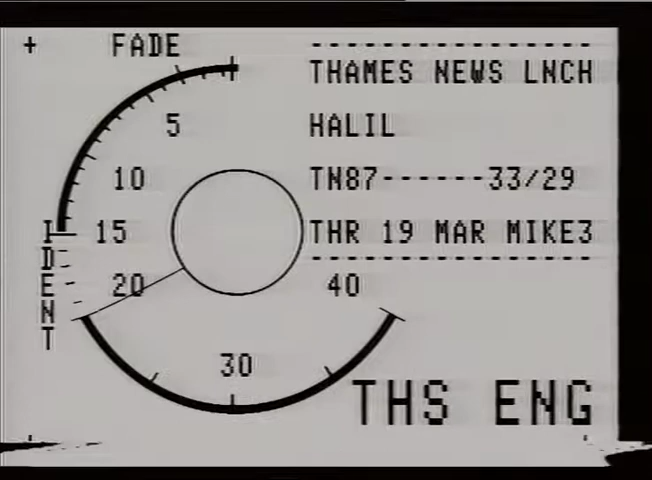 FADE
THAMES NEWS LNCH
HALIL
TN87------33/29
THR 19 MAR MIKE3
5
10
15
20
30
40
IDENT
THS ENG